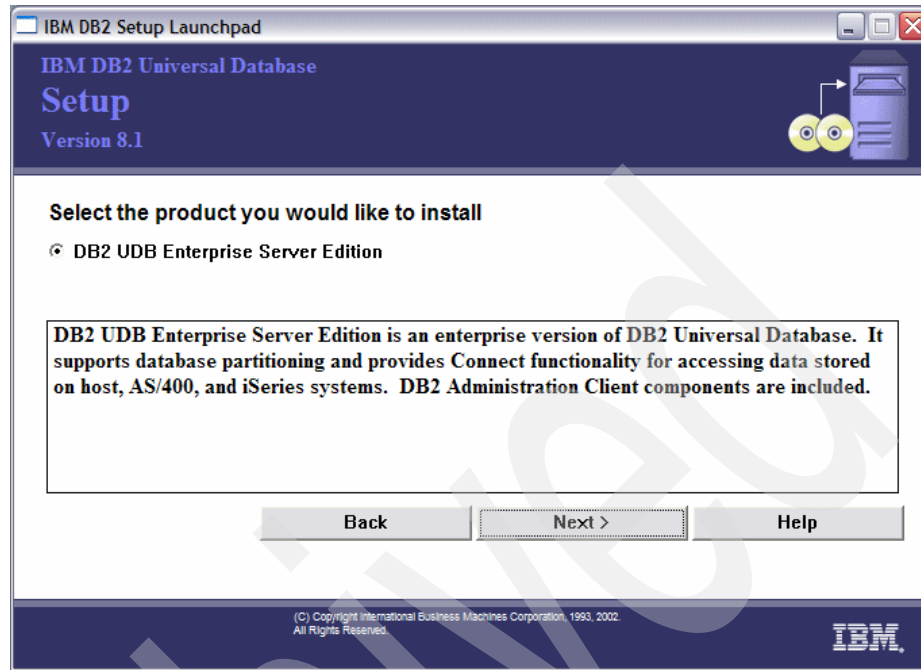 IBM DB2 Setup Launchpad
IBM DB2 Universal Database
Setup
Version 8.1
Select the product you would like to install
DB2 UDB Enterprise Server Edition
DB2 UDB Enterprise Server Edition is an enterprise version of DB2 Universal Database. It
supports database partitioning and provides Connect functionality for accessing data stored
on host, AS/400, and iSeries systems. DB2 Administration Client components are included.
Back
Next >
Help
(C) Copyright International Business Machines Corporation, 1993, 2002.
All Rights Reserved.
IBM.